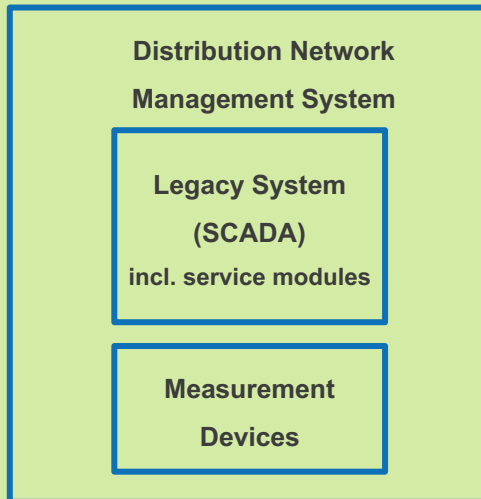 Distribution Network
Management System
Legacy System
(SCADA)
incl. service modules
Measurement
Devices